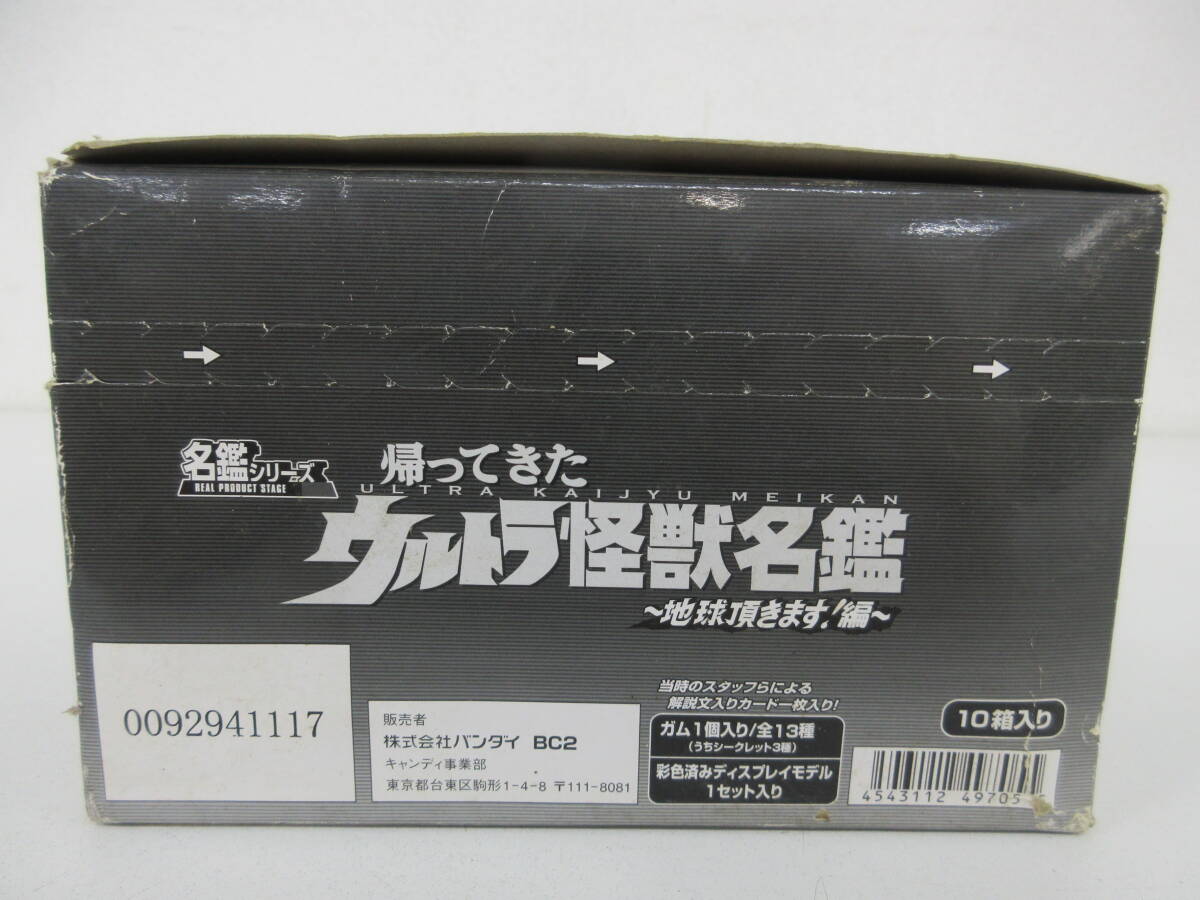 名鑑シリーズ
REAL PRODUCT STAGE
帰ってきた
ULTRA KAIJYU MEIKAN
ウルトラ怪獣名鑑
～地球頂きます!編～
0092941117
販売者
株式会社バンダイ BC2
キャンディ事業部
東京都台東区駒形1-4-8 〒111-8081
当時のスタッフらによる
解説文入りカード一枚入り!
ガム1個入り/全13種
(うちシークレット3種)
彩色済みディスプレイモデル
1セット入り
10箱入り
4543112 49705